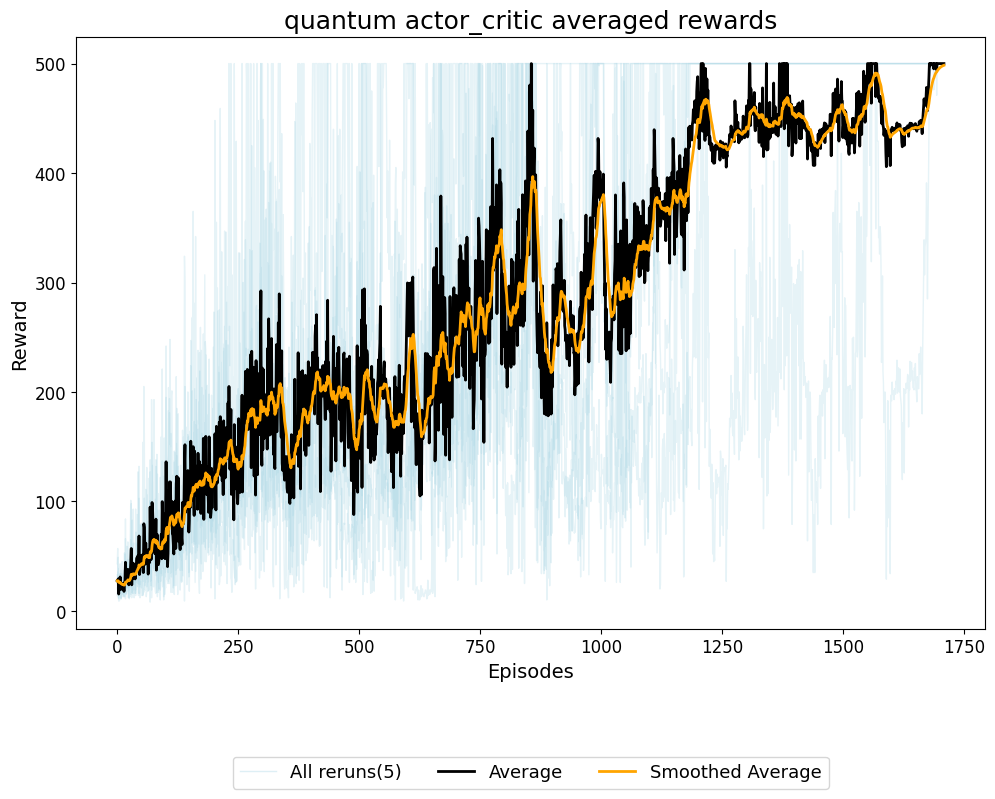 quantum actor_critic averaged rewards
500
400
300
200
100
0
Reward
0 250 500 750 1000 1250 1500 1750
Episodes
All reruns(5) Average Smoothed Average